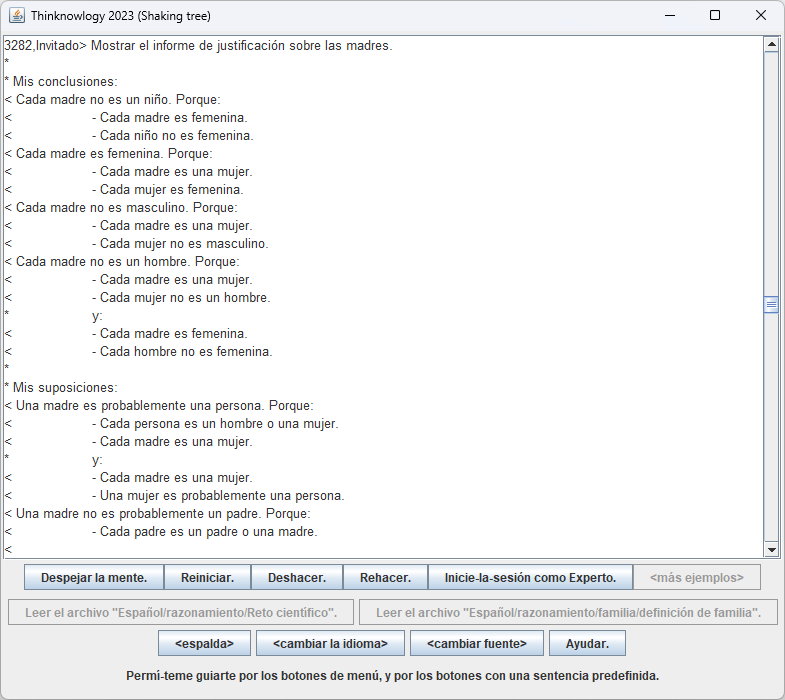 Thinknowlogy 2023 (Shaking tree)
3282,Invitado> Mostrar el informe de justificación sobre las madres.
*
* Mis conclusiones:
< Cada madre no es un niño. Porque:
< - Cada madre es femenina.
< - Cada niño no es femenina.
< Cada madre es femenina. Porque:
< - Cada madre es una mujer.
< - Cada mujer es femenina.
< Cada madre no es masculino. Porque:
< - Cada madre es una mujer.
< - Cada mujer no es masculino.
< Cada madre no es un hombre. Porque:
< - Cada madre es una mujer.
< - Cada mujer no es un hombre.
* y:
< - Cada madre es femenina.
< - Cada hombre no es femenina.
*
* Mis suposiciones:
< Una madre es probablemente una persona. Porque:
< - Cada persona es un hombre o una mujer.
< - Cada madre es una mujer.
* y:
< - Cada madre es una mujer.
< - Una mujer es probablemente una persona.
< Una madre no es probablemente un padre. Porque:
< - Cada padre es un padre o una madre.
<
Despejar la mente. Reiniciar. Deshacer. Rehacer. Inicie-la-sesión como Experto. <más ejemplos>
Leer el archivo "Español/razonamiento/Reto científico". Leer el archivo "Español/razonamiento/familia/definición de familia".
<espalda> <cambiar la idioma> <cambiar fuente> Ayudar.
Permí-teme guiarte por los botones de menú, y por los botones con una sentencia predefinida.